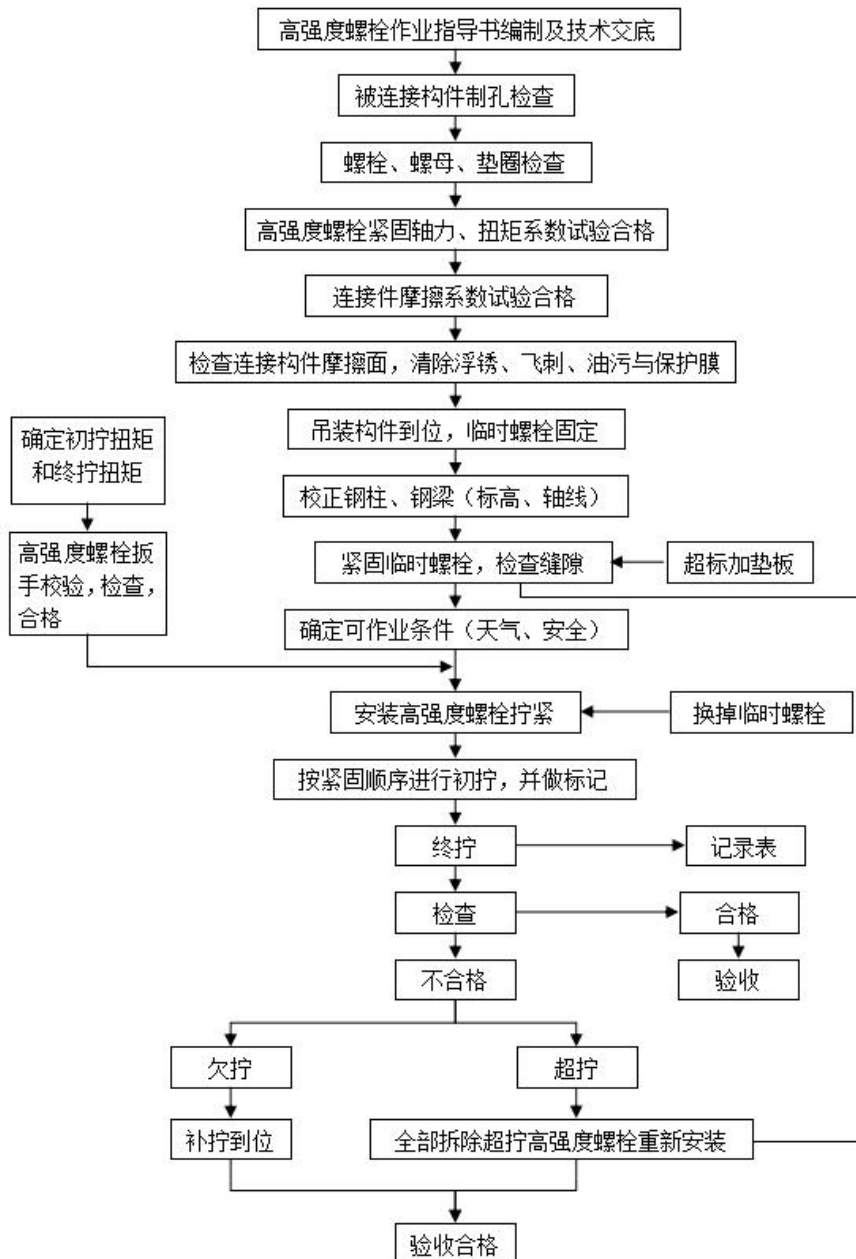 高强度螺栓作业指导书编制及技术交底
被连接构件制孔检查
螺栓、螺母、垫圈检查
高强度螺栓紧固轴力、扭矩系数试验合格
连接件摩擦系数试验合格
检查连接构件摩擦面，清除浮锈、飞刺、油污与保护膜
吊装构件到位，临时螺栓固定
确定初拧扭矩
和终拧扭矩
校正钢柱、钢梁（标高、轴线）
高强度螺栓扳
手校验，检查，
合格
紧固临时螺栓，检查缝隙
超标加垫板
确定可作业条件（天气、安全）
安装高强度螺栓拧紧
换掉临时螺栓
按紧固顺序进行初拧，并做标记
终拧
记录表
检查
合格
不合格
验收
欠拧
超拧
补拧到位
全部拆除超拧高强度螺栓重新安装
验收合格